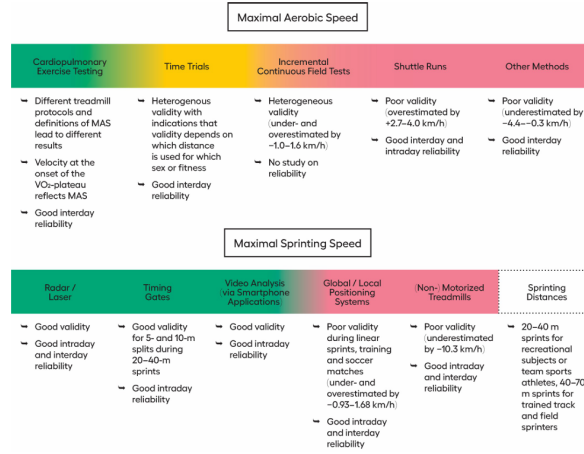 Maximal Aerobic Speed
Cardiopulmonary
Exercise Testing
Time Trials
Incremental
Continuous Field Tests
Shuttle Runs
Other Methods
Different treadmill
protocols and
definitions of MAS
lead to different
results
Velocity at the
onset of the
VO₂-plateau
reflects MAS
Good interday
reliability
Heterogenous
validity with
indications that
validity depends on
which distance
is used for which
sex or fitness
Good interday
reliability
Heterogeneous
validity
(under- and
overestimated by
−1.0–1.6 km/h)
No study on
reliability
Poor validity
(overestimated by
+2.7–4.0 km/h)
Good interday and
intraday reliability
Poor validity
(underestimated by
−4.4–−0.3 km/h)
Good interday
reliability
Maximal Sprinting Speed
Radar /
Laser
Timing
Gates
Video Analysis
(via Smartphone
Applications)
Global / Local
Positioning
Systems
(Non-) Motorized
Treadmills
Sprinting
Distances
Good validity
Good intraday
and interday
reliability
Good validity
for 5- and 10-m
splits during
20–40-m
sprints
Good intraday
reliability
Good validity
Good intraday
reliability
Poor validity
during linear
sprints, training
and soccer
matches
(under- and
overestimated by
−0.93–1.68 km/h)
Good intraday
and interday
reliability
Poor validity
(underestimated
by −10.3 km/h)
Good intraday
and interday
reliability
20–40 m
sprints for
recreational
subjects or
team sports
athletes, 40–70
m sprints for
trained track
and field
sprinters